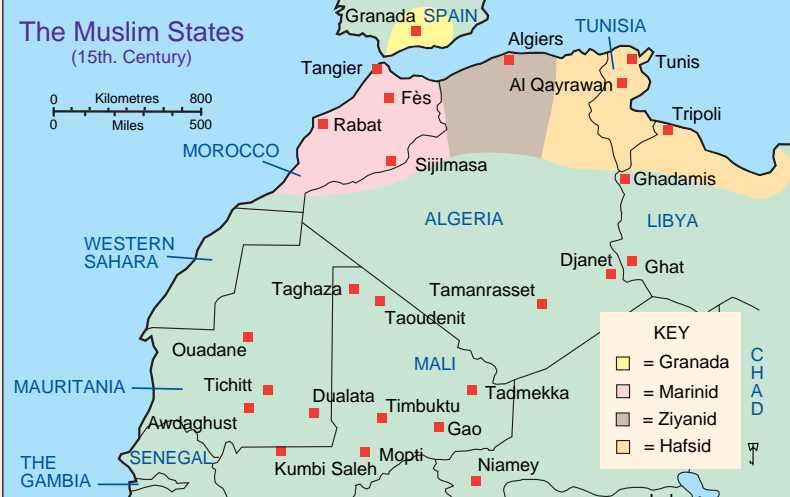 The Muslim States
(15th. Century)
0 Kilometres 800
0 Miles 500
Granada SPAIN
TUNISIA
Algiers
Tangier
Tunis
Al Qayrawan
Fès
Tripoli
Rabat
MOROCCO
Sijilmasa
Ghadamis
ALGERIA
LIBYA
WESTERN
SAHARA
Djanet
Ghat
Taghaza
Tamanrasset
Taoudenit
Ouadane
MALI
MAURITANIA
Tichitt
Dualata
Timbuktu
Tadmekka
Awdaghust
Gao
THE
GAMBIA
SENEGAL
Kumbi Saleh
Mopti
Niamey
KEY
= Granada
= Marinid
= Ziyanid
= Hafsid
CHAD